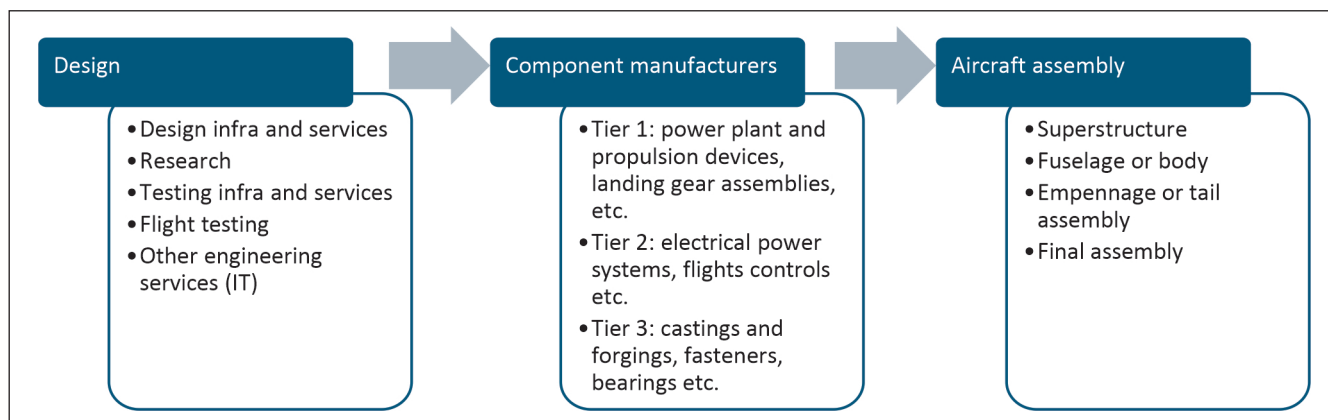 Design
•Design infra and services
•Research
•Testing infra and services
•Flight testing
•Other engineering
services (IT)
Component manufacturers
•Tier 1: power plant and
propulsion devices,
landing gear assemblies,
etc.
•Tier 2: electrical power
systems, flights controls
etc.
•Tier 3: castings and
forgings, fasteners,
bearings etc.
Aircraft assembly
•Superstructure
•Fuselage or body
•Empennage or tail
assembly
•Final assembly